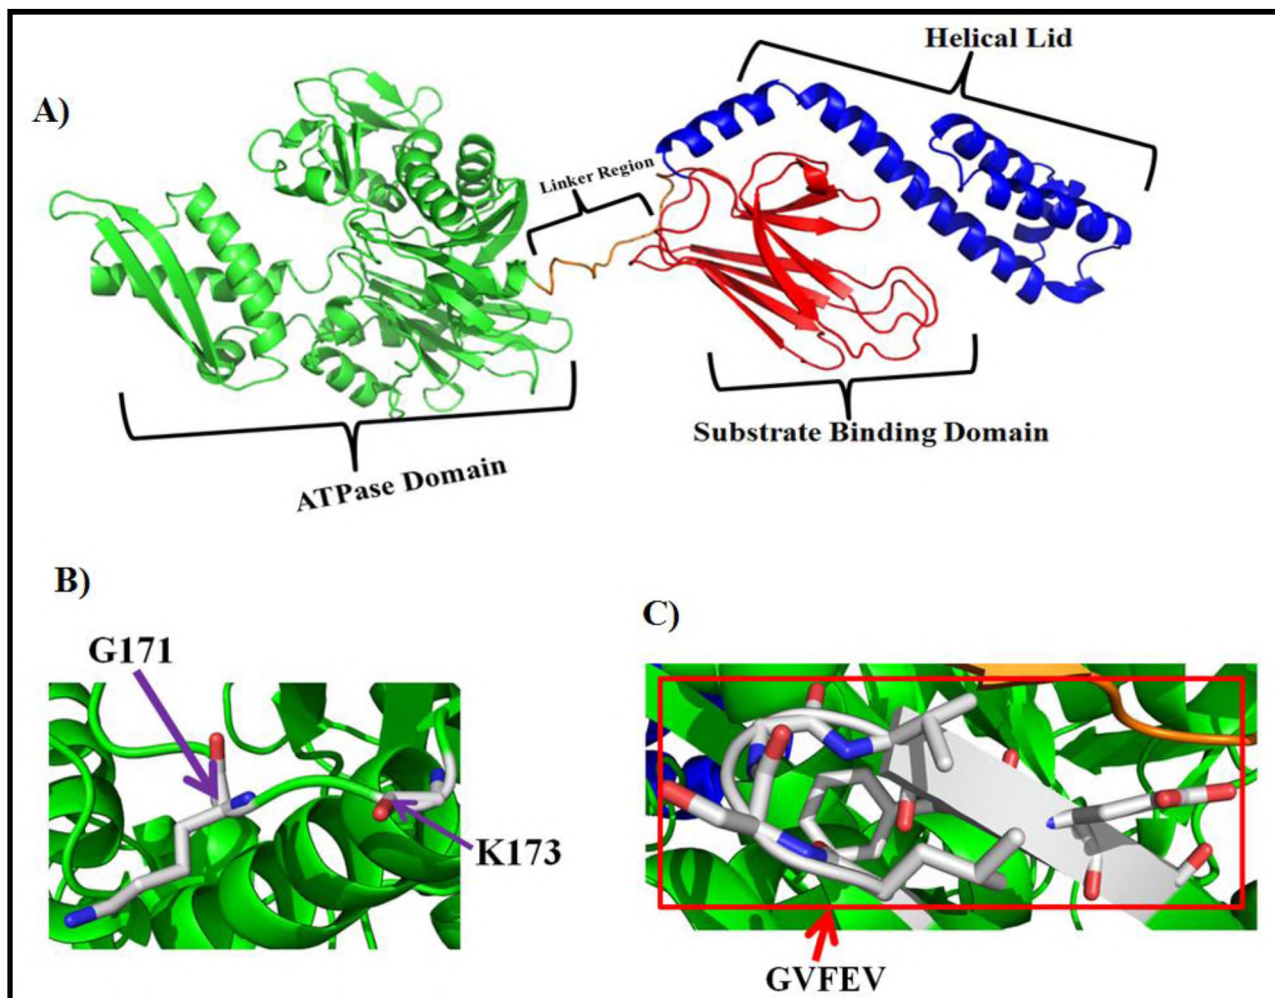 Helical Lid
A)
Linker Region
Substrate Binding Domain
ATPase Domain
B)
C)
G171
K173
GVFEV